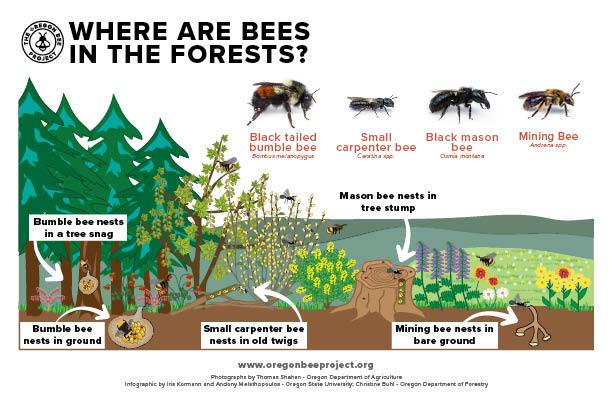 THE OREGON BEE PROJECT
WHERE ARE BEES
IN THE FORESTS?
Black tailed
bumble bee
Bombus melanopygus
Small
carpenter bee
Ceratina spp.
Black mason
bee
Osmia montana
Mining Bee
Andrena spp.
Mason bee nests in
tree stump
Bumble bee nests
in a tree snag
Bumble bee
nests in ground
Small carpenter bee
nests in old twigs
Mining bee nests in
bare ground
www.oregonbeeproject.org
Photographs by Thomas Shahan - Oregon Department of Agriculture
Infographic by Iris Kormann and Andony Melathopoulos - Oregon State University; Christine Buhl - Oregon Department of Forestry